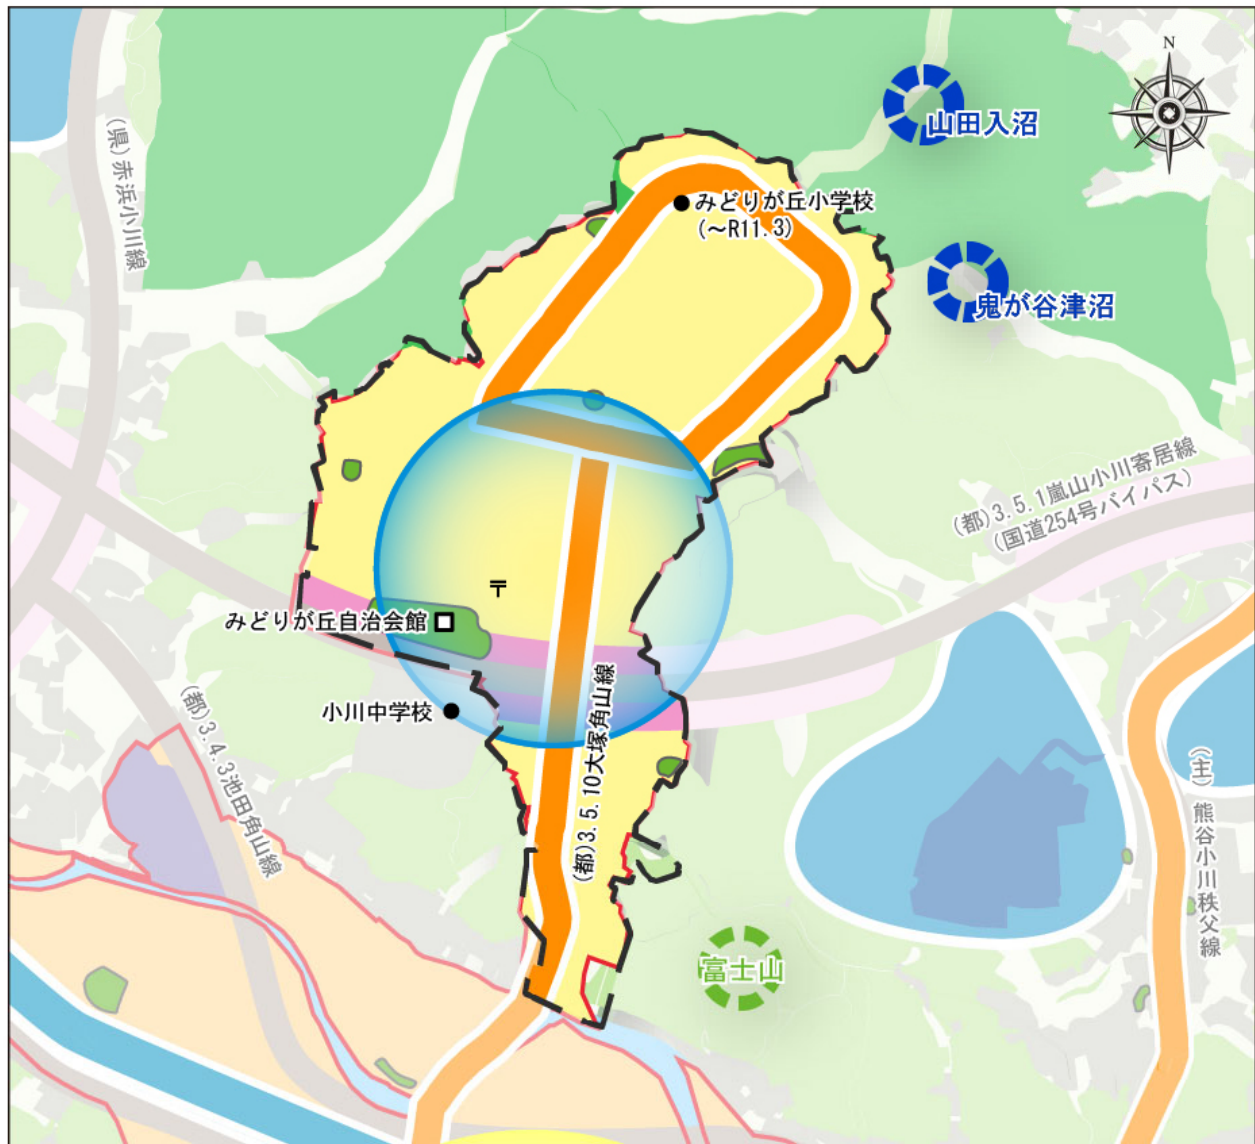 N
山田入沼
(県)赤浜小川線
みどりが丘小学校
(～R11.3)
鬼が谷津沼
(都)3.5.1嵐山小川寄居線
(国道254号バイパス)
〒
みどりが丘自治会館
小川中学校
(都)3.4.3池田角山線
(都)3.5.10大塚角山線
(主)熊谷小川秩父線
富士山